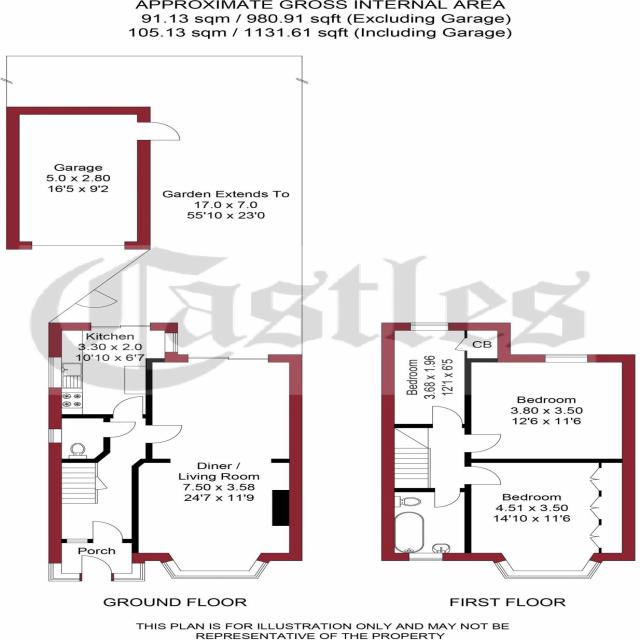 APPROXIMATE GROSS INTERNAL AREA
91.13 sqm / 980.91 sqft (Excluding Garage)
105.13 sqm / 1131.61 sqft (Including Garage)
Garage
5.0 x 2.80
16'5 x 9'2
Garden Extends To
17.0 x 7.0
55'10 x 23'0
Castles
Kitchen
3.30 x 2.0
10'10 x 6'7
CB
Bedroom
3.68 x 1.96
12'1 x 6'5
Bedroom
3.80 x 3.50
12'6 x 11'6
Diner /
Living Room
7.50 x 3.58
24'7 x 11'9
Bedroom
4.51 x 3.50
14'10 x 11'6
Porch
GROUND FLOOR
FIRST FLOOR
THIS PLAN IS FOR ILLUSTRATION ONLY AND MAY NOT BE
REPRESENTATIVE OF THE PROPERTY